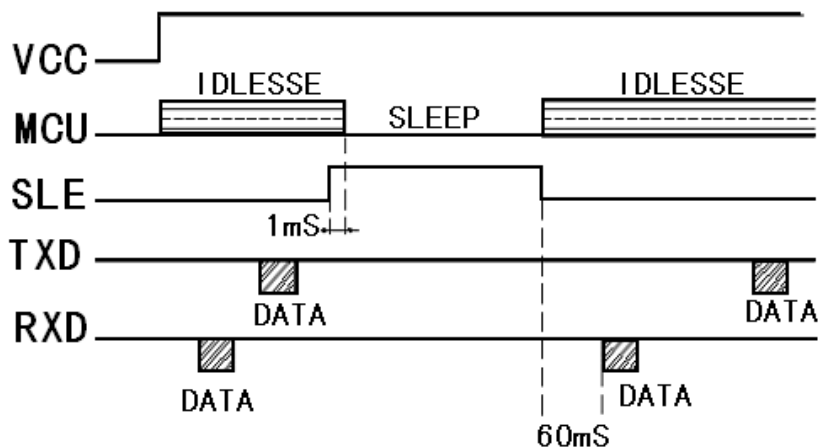 VCC
IDLESSE
IDLESSE
MCU
SLEEP
SLE
1mS
TXD
DATA
DATA
RXD
DATA
DATA
60mS